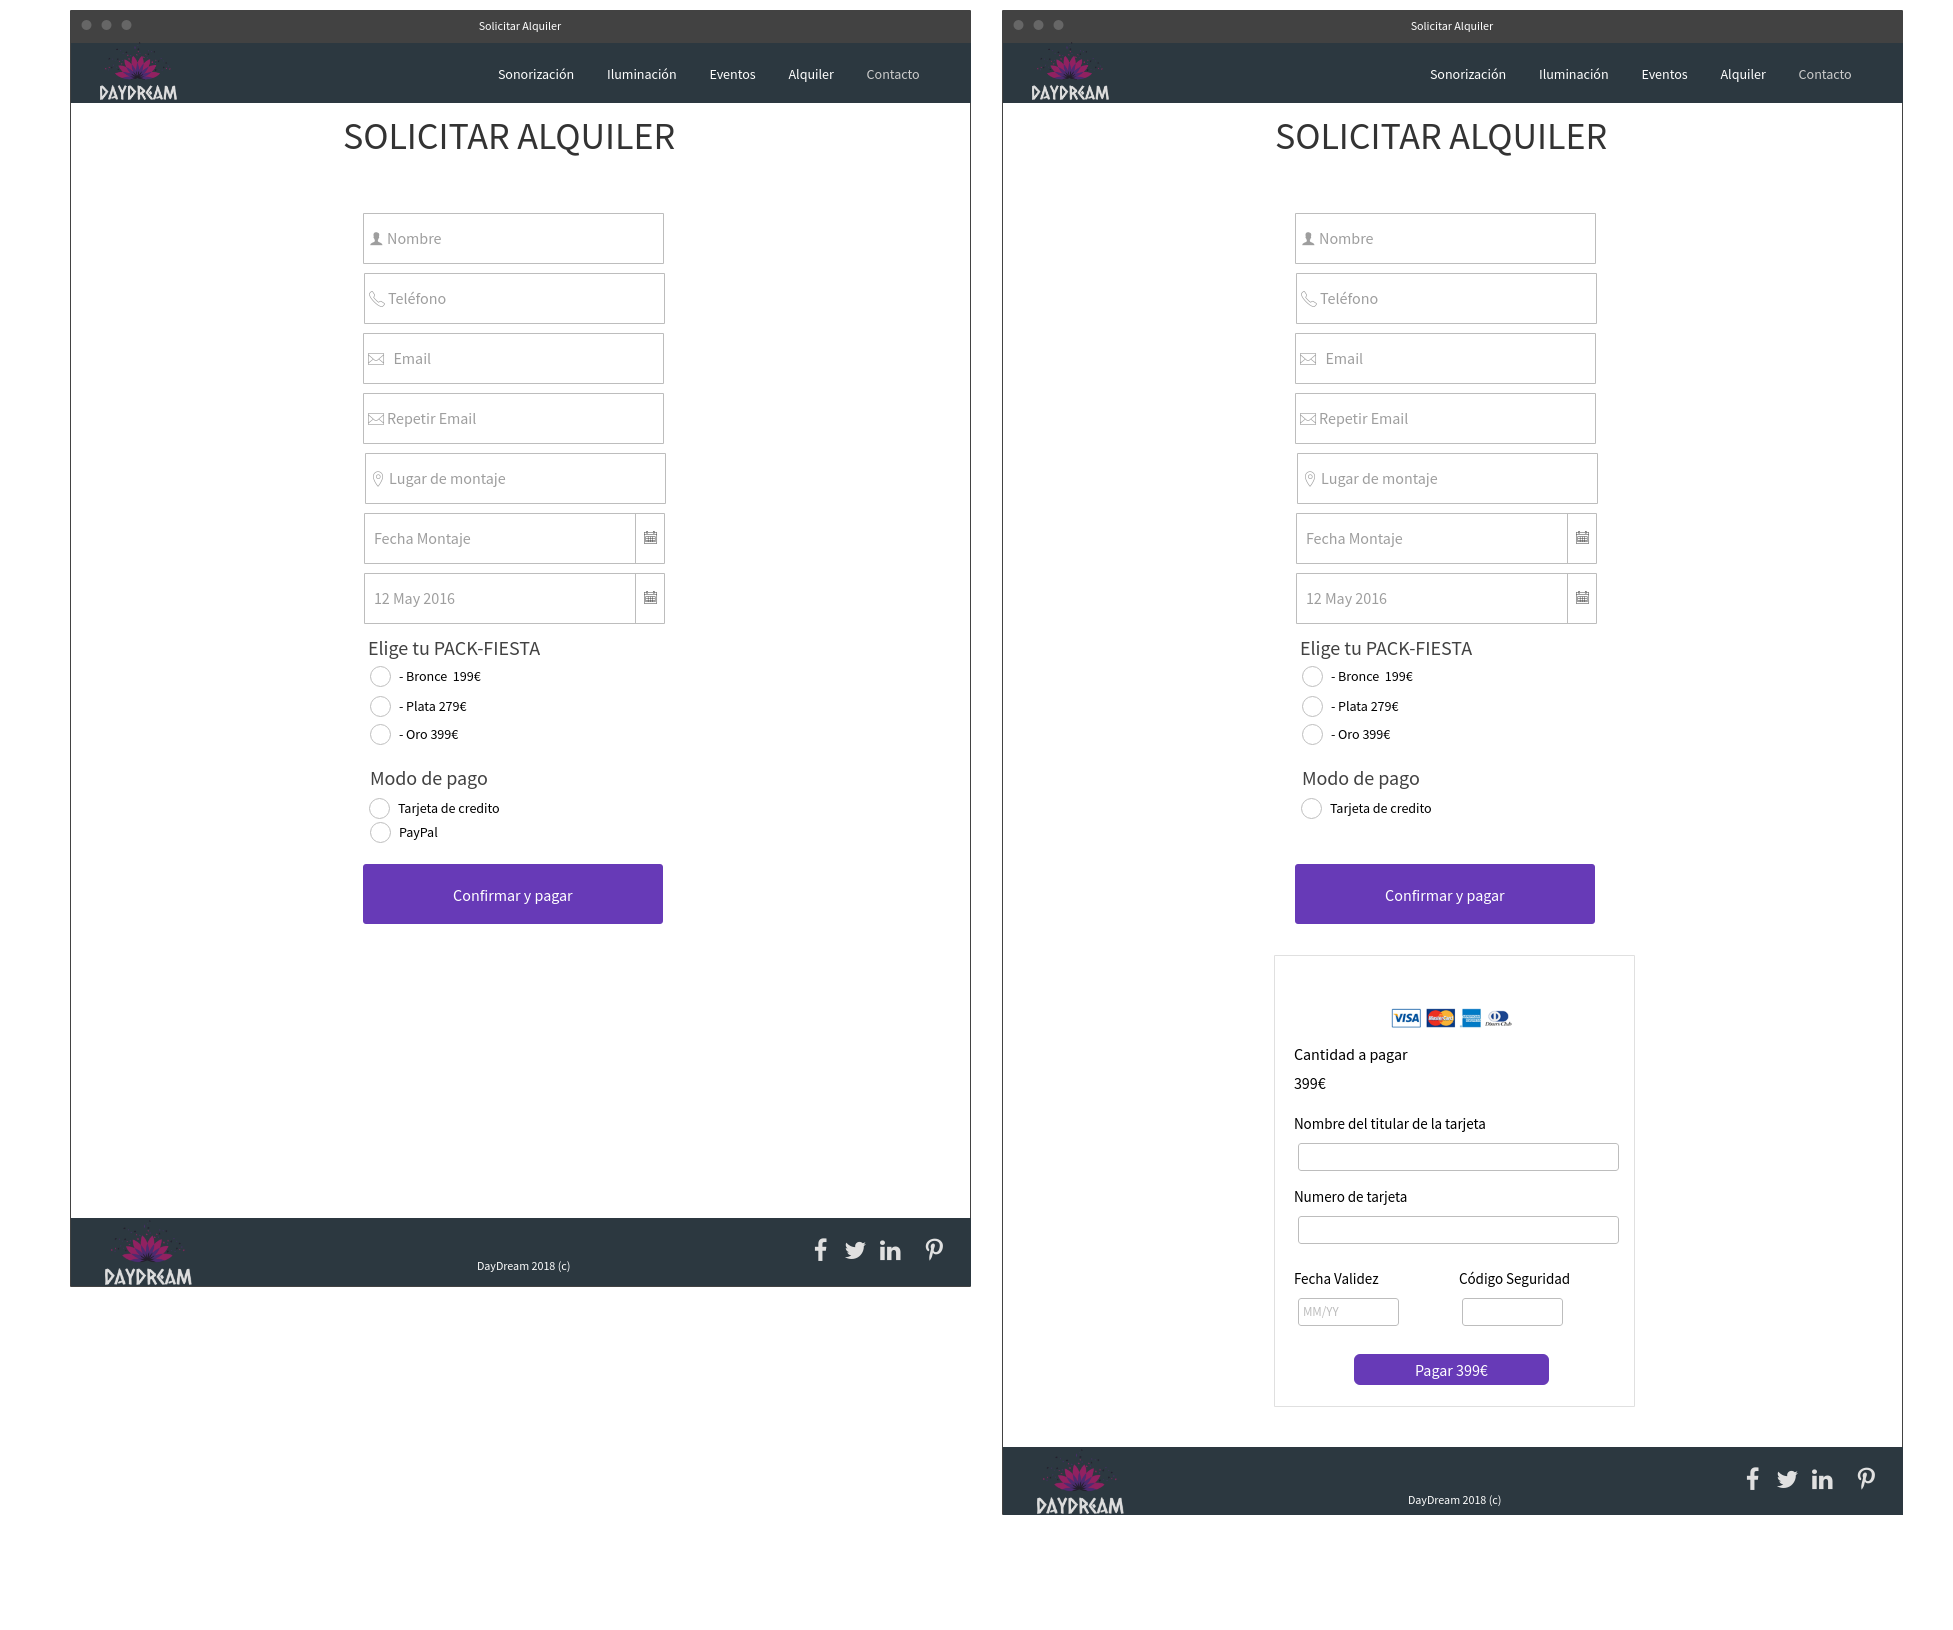 Solicitar Alquiler
DAYDREAM
Sonorización Iluminación Eventos Alquiler Contacto
SOLICITAR ALQUILER
Nombre
Teléfono
Email
Repetir Email
Lugar de montaje
Fecha Montaje
12 May 2016
Elige tu PACK-FIESTA
- Bronce 199€
- Plata 279€
- Oro 399€
Modo de pago
Tarjeta de credito
PayPal
Confirmar y pagar
DAYDREAM
DayDream 2018 (c)
Solicitar Alquiler
DAYDREAM
Sonorización Iluminación Eventos Alquiler Contacto
SOLICITAR ALQUILER
Nombre
Teléfono
Email
Repetir Email
Lugar de montaje
Fecha Montaje
12 May 2016
Elige tu PACK-FIESTA
- Bronce 199€
- Plata 279€
- Oro 399€
Modo de pago
Tarjeta de credito
Confirmar y pagar
VISA MasterCard Diners Club
Cantidad a pagar
399€
Nombre del titular de la tarjeta
Numero de tarjeta
Fecha Validez Código Seguridad
MM/YY
Pagar 399€
DAYDREAM
DayDream 2018 (c)